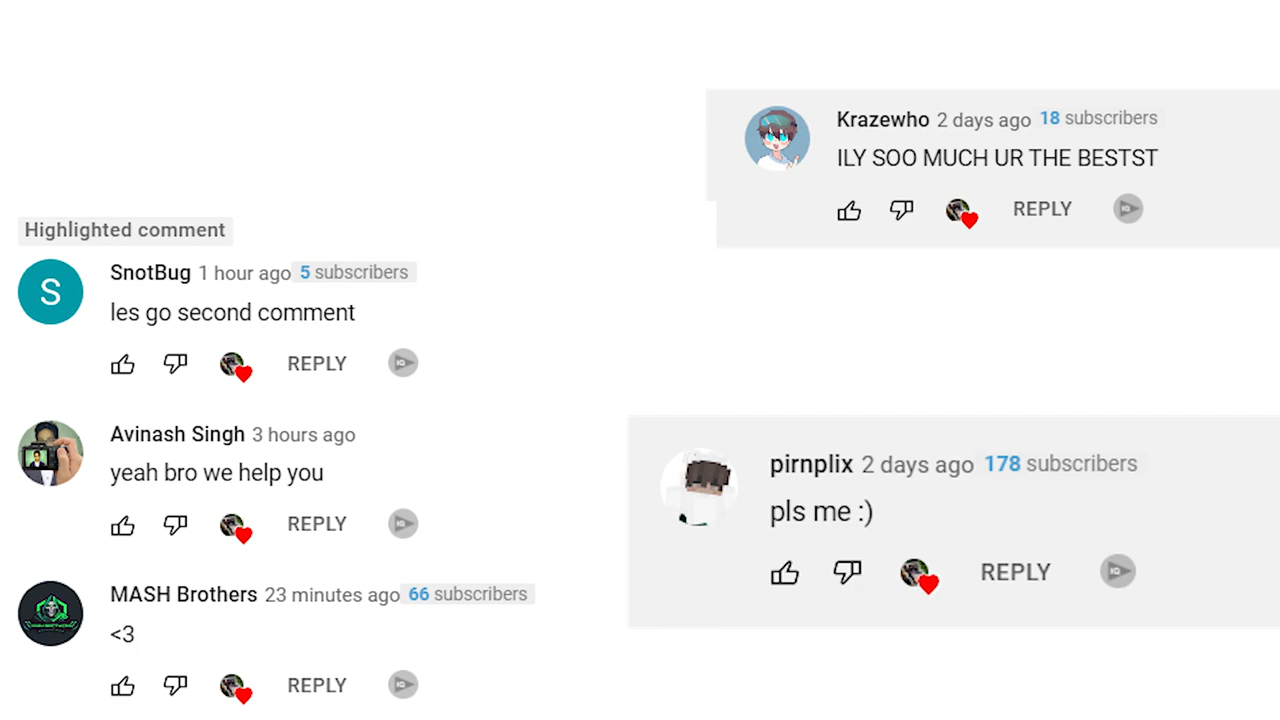 Highlighted comment
SnotBug 1 hour ago 5 subscribers
les go second comment
REPLY
Avinash Singh 3 hours ago
yeah bro we help you
REPLY
MASH Brothers 23 minutes ago 66 subscribers
<3
REPLY
Krazewho 2 days ago 18 subscribers
ILY SOO MUCH UR THE BESTST
REPLY
pirnplix 2 days ago 178 subscribers
pls me :)
REPLY